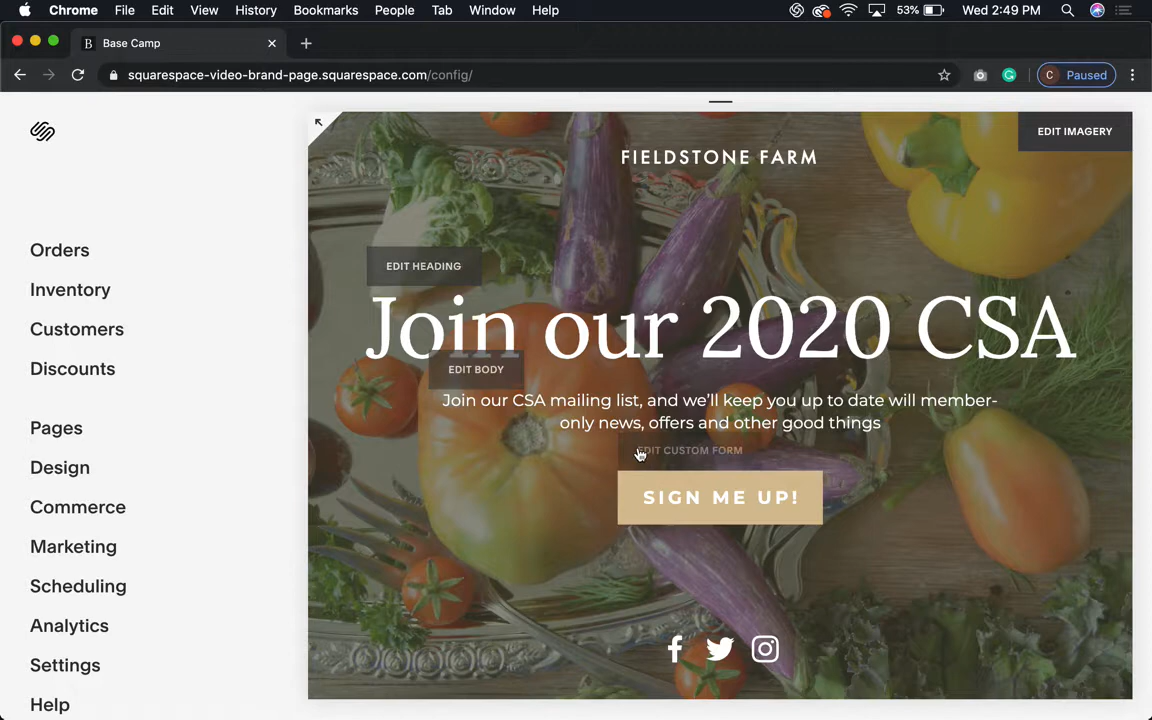 Chrome File Edit View History Bookmarks People Tab Window Help 53% Wed 2:49 PM
B Base Camp
squarespace-video-brand-page.squarespace.com/config/ C Paused
EDIT IMAGERY
FIELDSTONE FARM
Orders
EDIT HEADING
Inventory
Join our 2020 CSA
Customers
Discounts
EDIT BODY
Join our CSA mailing list, and we'll keep you up to date will member-
only news, offers and other good things
Pages
EDIT CUSTOM FORM
Design
SIGN ME UP!
Commerce
Marketing
Scheduling
Analytics
Settings
Help